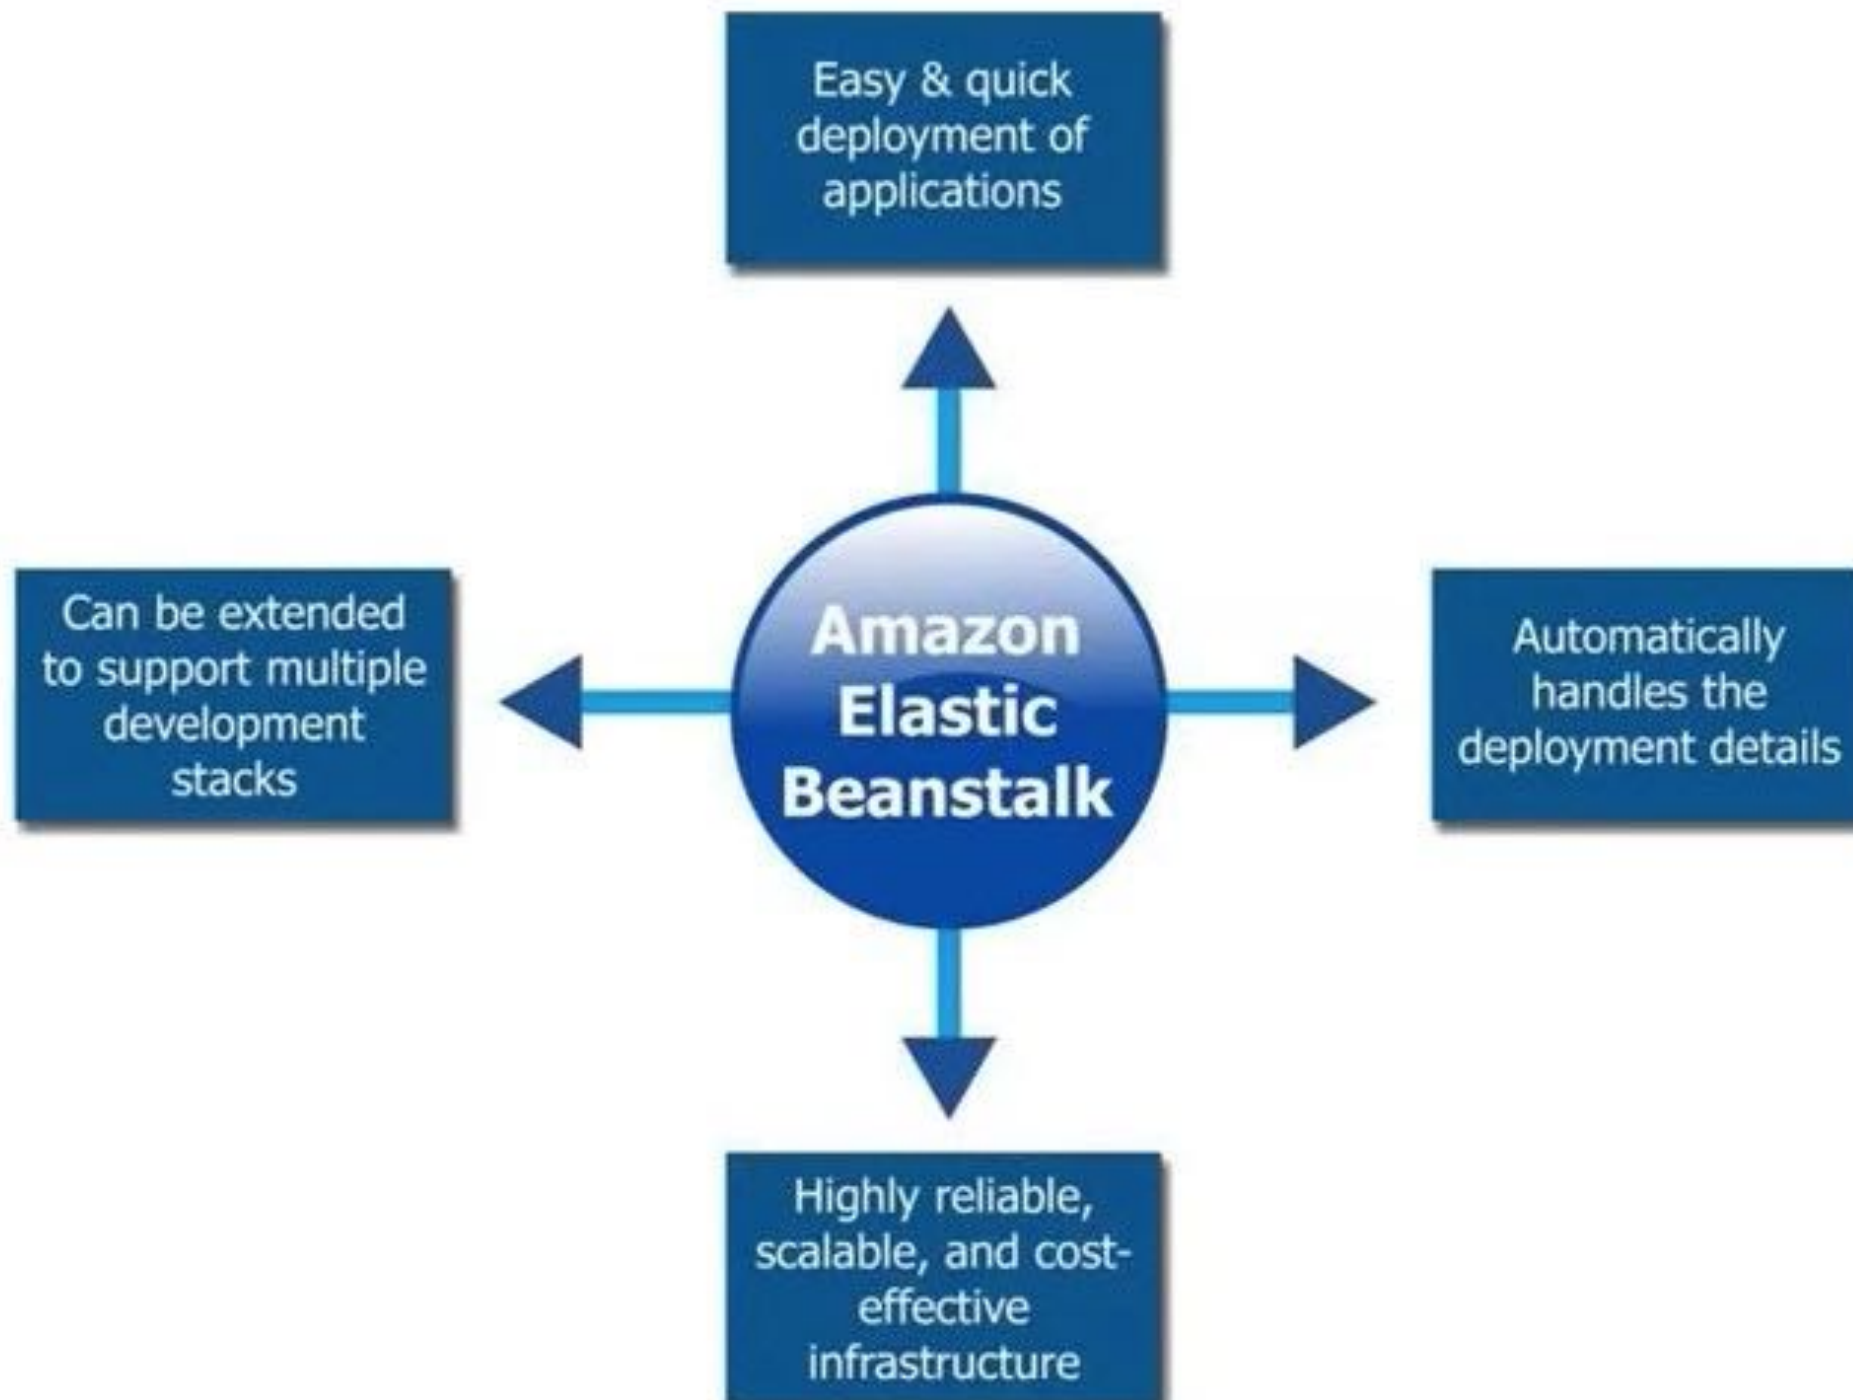 Easy & quick
deployment of
applications
Can be extended
to support multiple
development
stacks
Amazon
Elastic
Beanstalk
Automatically
handles the
deployment details
Highly reliable,
scalable, and cost-
effective
infrastructure